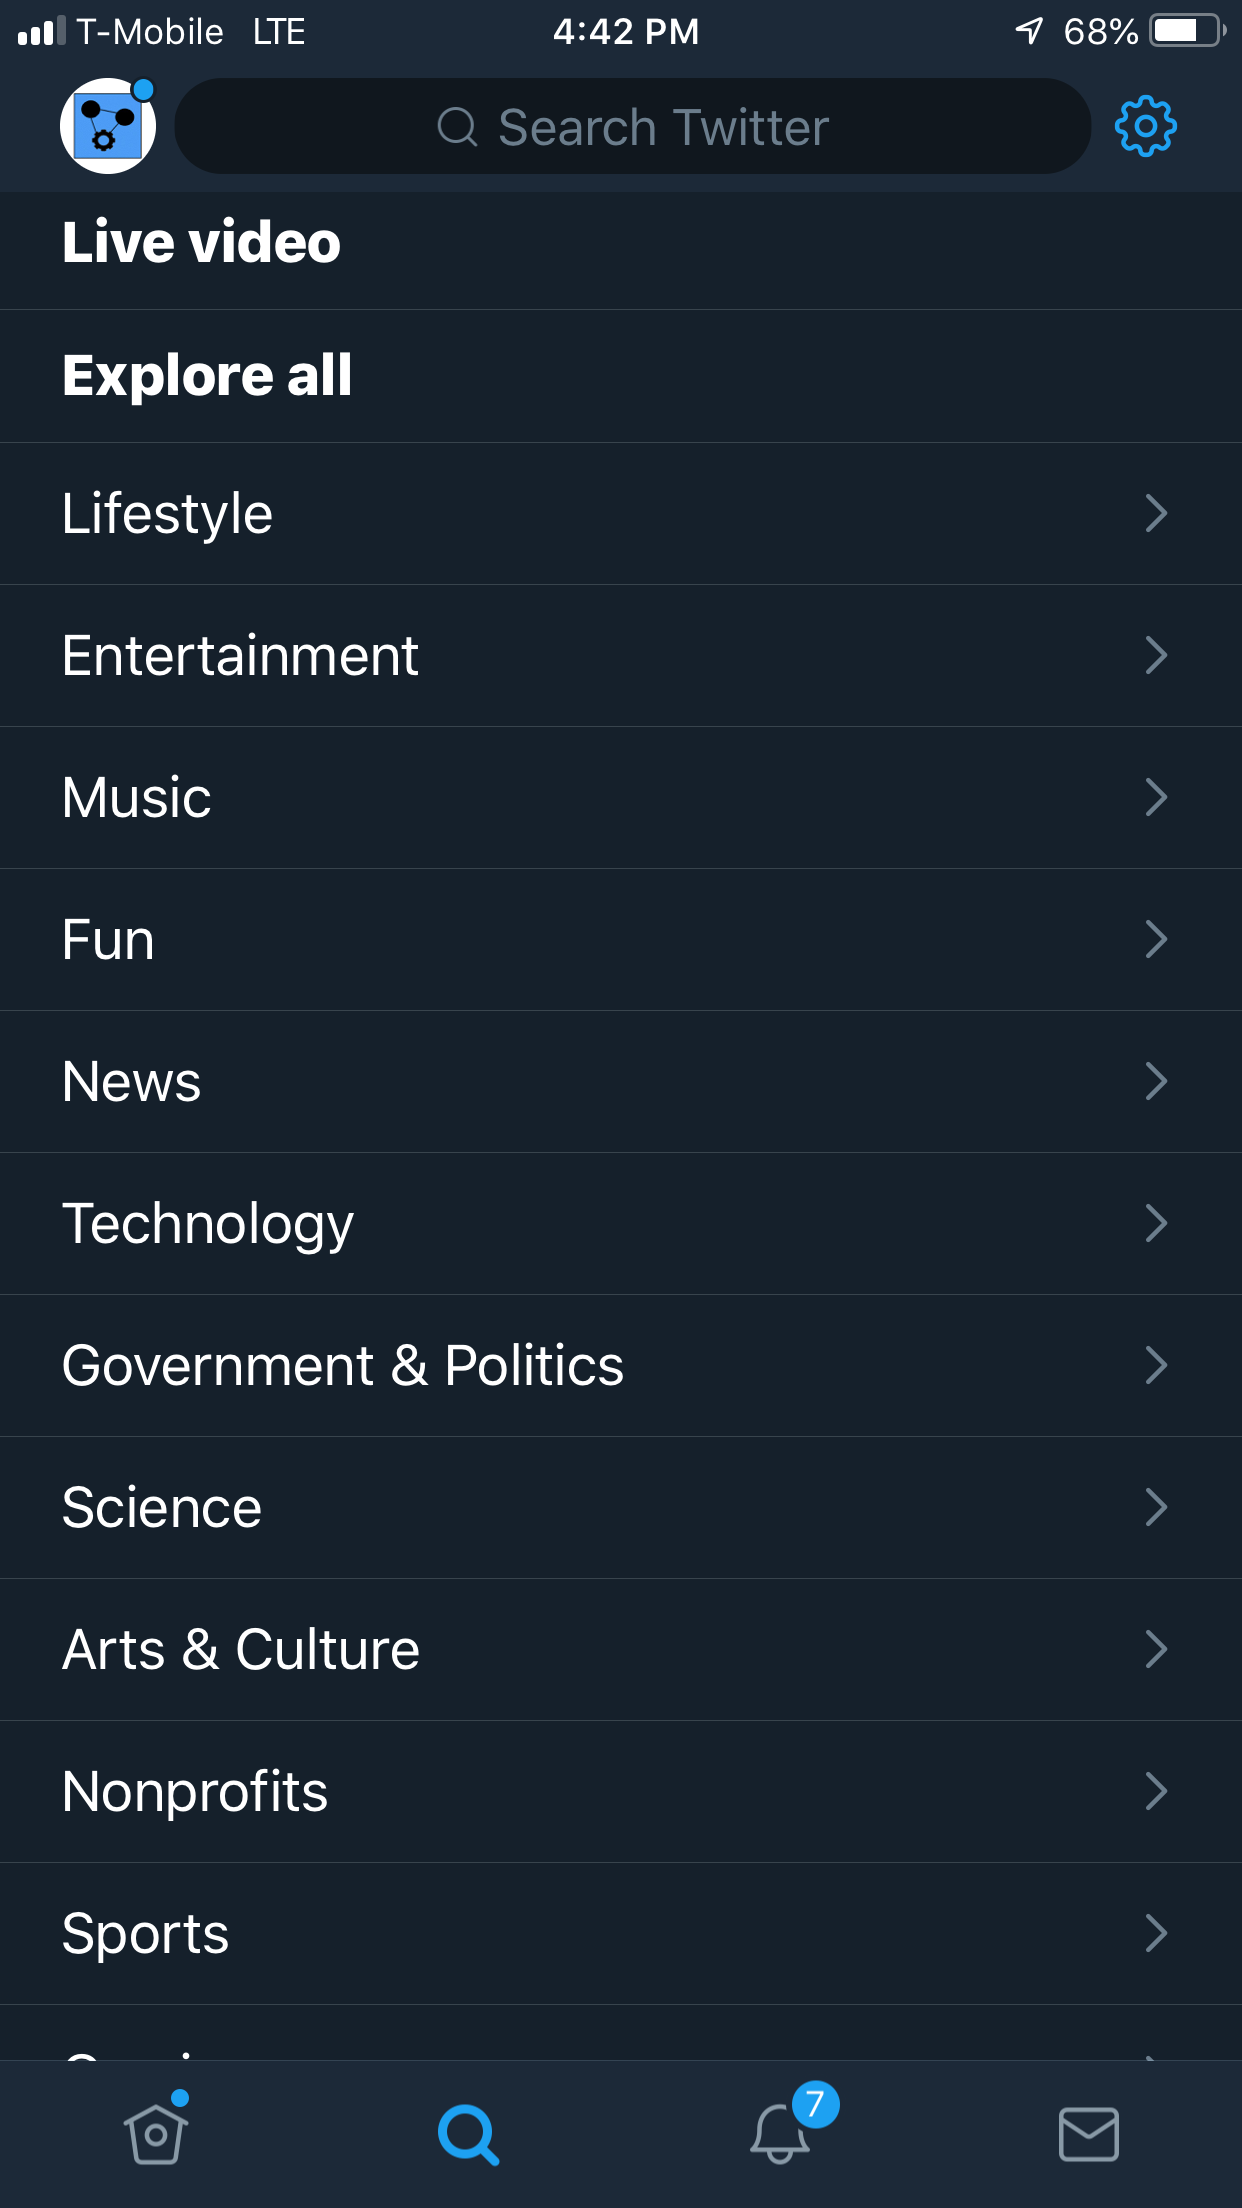 T-Mobile LTE 4:42 PM 68%
Search Twitter
Live video
Explore all
Lifestyle
Entertainment
Music
Fun
News
Technology
Government & Politics
Science
Arts & Culture
Nonprofits
Sports
7